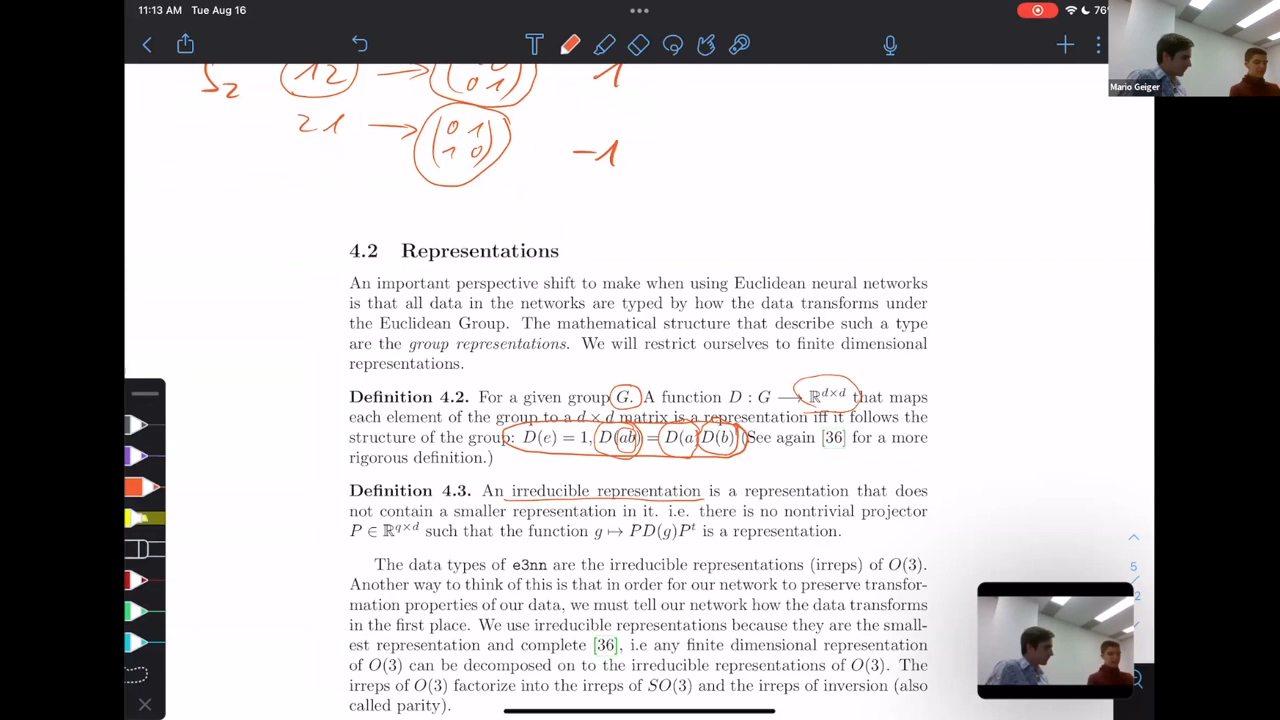 11:13 AM Tue Aug 16
76%
Mario Geiger
S2 12 → 0 1 1
21 → (0 1 1 0) -1
4.2 Representations
An important perspective shift to make when using Euclidean neural networks
is that all data in the networks are typed by how the data transforms under
the Euclidean Group. The mathematical structure that describe such a type
are the group representations. We will restrict ourselves to finite dimensional
representations.
Definition 4.2. For a given group G. A function D : G ⟶ ℝ^{d×d} that maps
each element of the group to a d × d matrix is a representation iff it follows the
structure of the group: D(e) = 1, D(ab) = D(a)D(b) (See again [36] for a more
rigorous definition.)
Definition 4.3. An irreducible representation is a representation that does
not contain a smaller representation in it. i.e. there is no nontrivial projector
P ∈ ℝ^{q×d} such that the function g ↦ PD(g)P^t is a representation.
The data types of e3nn are the irreducible representations (irreps) of O(3).
Another way to think of this is that in order for our network to preserve transfor-
mation properties of our data, we must tell our network how the data transforms
in the first place. We use irreducible representations because they are the small-
est representation and complete [36], i.e any finite dimensional representation
of O(3) can be decomposed on to the irreducible representations of O(3). The
irreps of O(3) factorize into the irreps of SO(3) and the irreps of inversion (also
called parity).
5
/
2